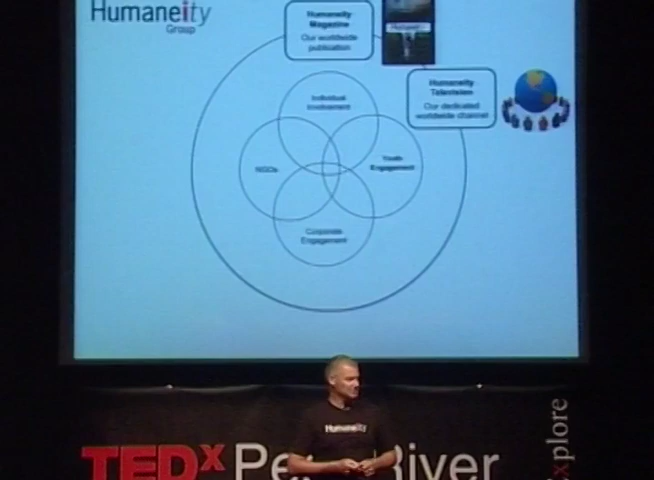 Humaneity
Group
Humaneity
Magazine
Our worldwide
publication
Humaneity
Television
Our dedicated
worldwide channel
Individual
Involvement
NGOs
Youth
Engagement
Corporate
Engagement
Humaneity
TEDx
River
xplore